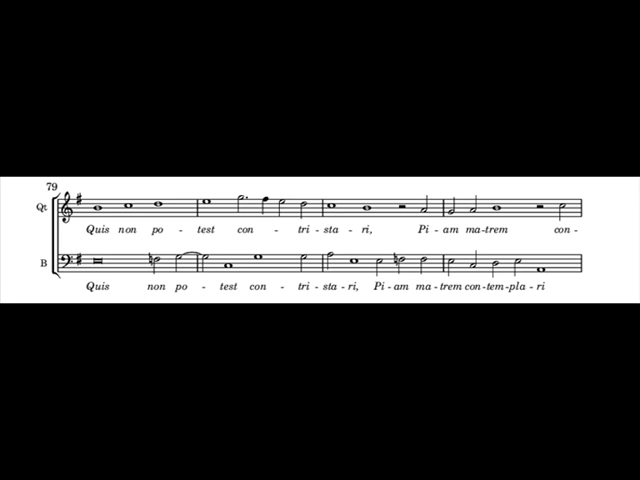 79
Qt
Quis non po - test con - tri - sta - ri, Pi - am ma - trem con -
B
Quis non po - test con - tri - sta - ri, Pi - am ma - trem con - tem - pla - ri